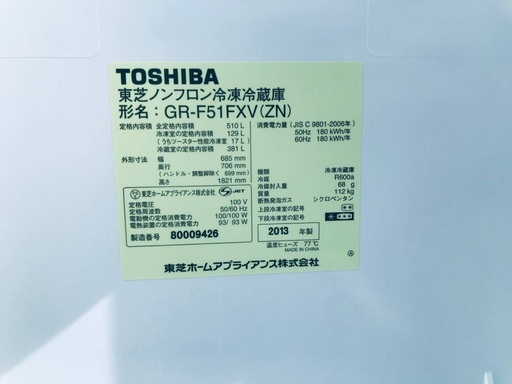 TOSHIBA
東芝ノンフロン冷凍冷蔵庫
形名：GR-F51FXV(ZN)
定格内容積 全定格内容積 510 L
冷凍室の定格内容積 129 L
(うちツースター性能冷凍室 17 L)
冷蔵室の定格内容積 381 L
外形寸法 幅 685 mm
奥行 706 mm
(ハンドル・調整脚除く 699 mm)
高さ 1821 mm
消費電力量 (JIS C 9801-2006年)
50Hz 180 kWh/年
60Hz 180 kWh/年
種類 冷凍冷蔵庫
冷媒 R600a
冷媒封入量 68 g
質量 112 kg
断熱発泡ガス シクロペンタン
上段冷凍室の記号
下段冷凍室の記号
東芝ホームアプライアンス株式会社 JET
定格電圧 100 V
定格周波数 50/60 Hz
電動機の定格消費電力 100/100 W
電熱装置の定格消費電力 93/ 93 W
製造番号 80009426
2013 年製
温度ヒューズ 77℃
MADE IN CHINA
東芝ホームアプライアンス株式会社